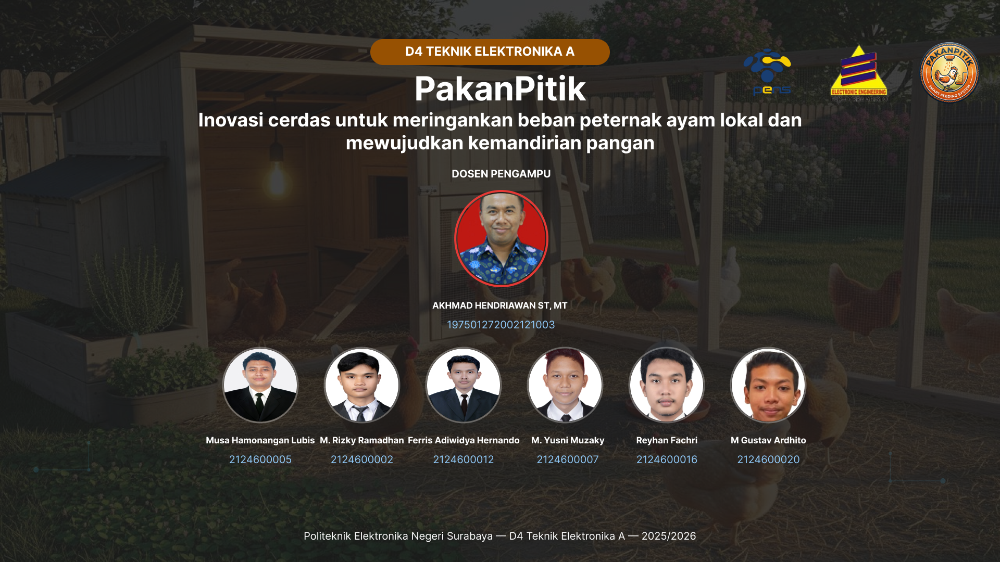 D4 TEKNIK ELEKTRONIKA A
PakanPitik
Inovasi cerdas untuk meringankan beban peternak ayam lokal dan
mewujudkan kemandirian pangan
pens
ELECTRONIC ENGINEERING
PAKANPITIK
SMART FEEDING SYSTEM
DOSEN PENGAMPU
AKHMAD HENDRIAWAN ST, MT
197501272002121003
Musa Hamonangan Lubis
2124600005
M. Rizky Ramadhan
2124600002
Ferris Adiwidya Hernando
2124600012
M. Yusni Muzaky
2124600007
Reyhan Fachri
2124600016
M Gustav Ardhito
2124600020
Politeknik Elektronika Negeri Surabaya — D4 Teknik Elektronika A — 2025/2026